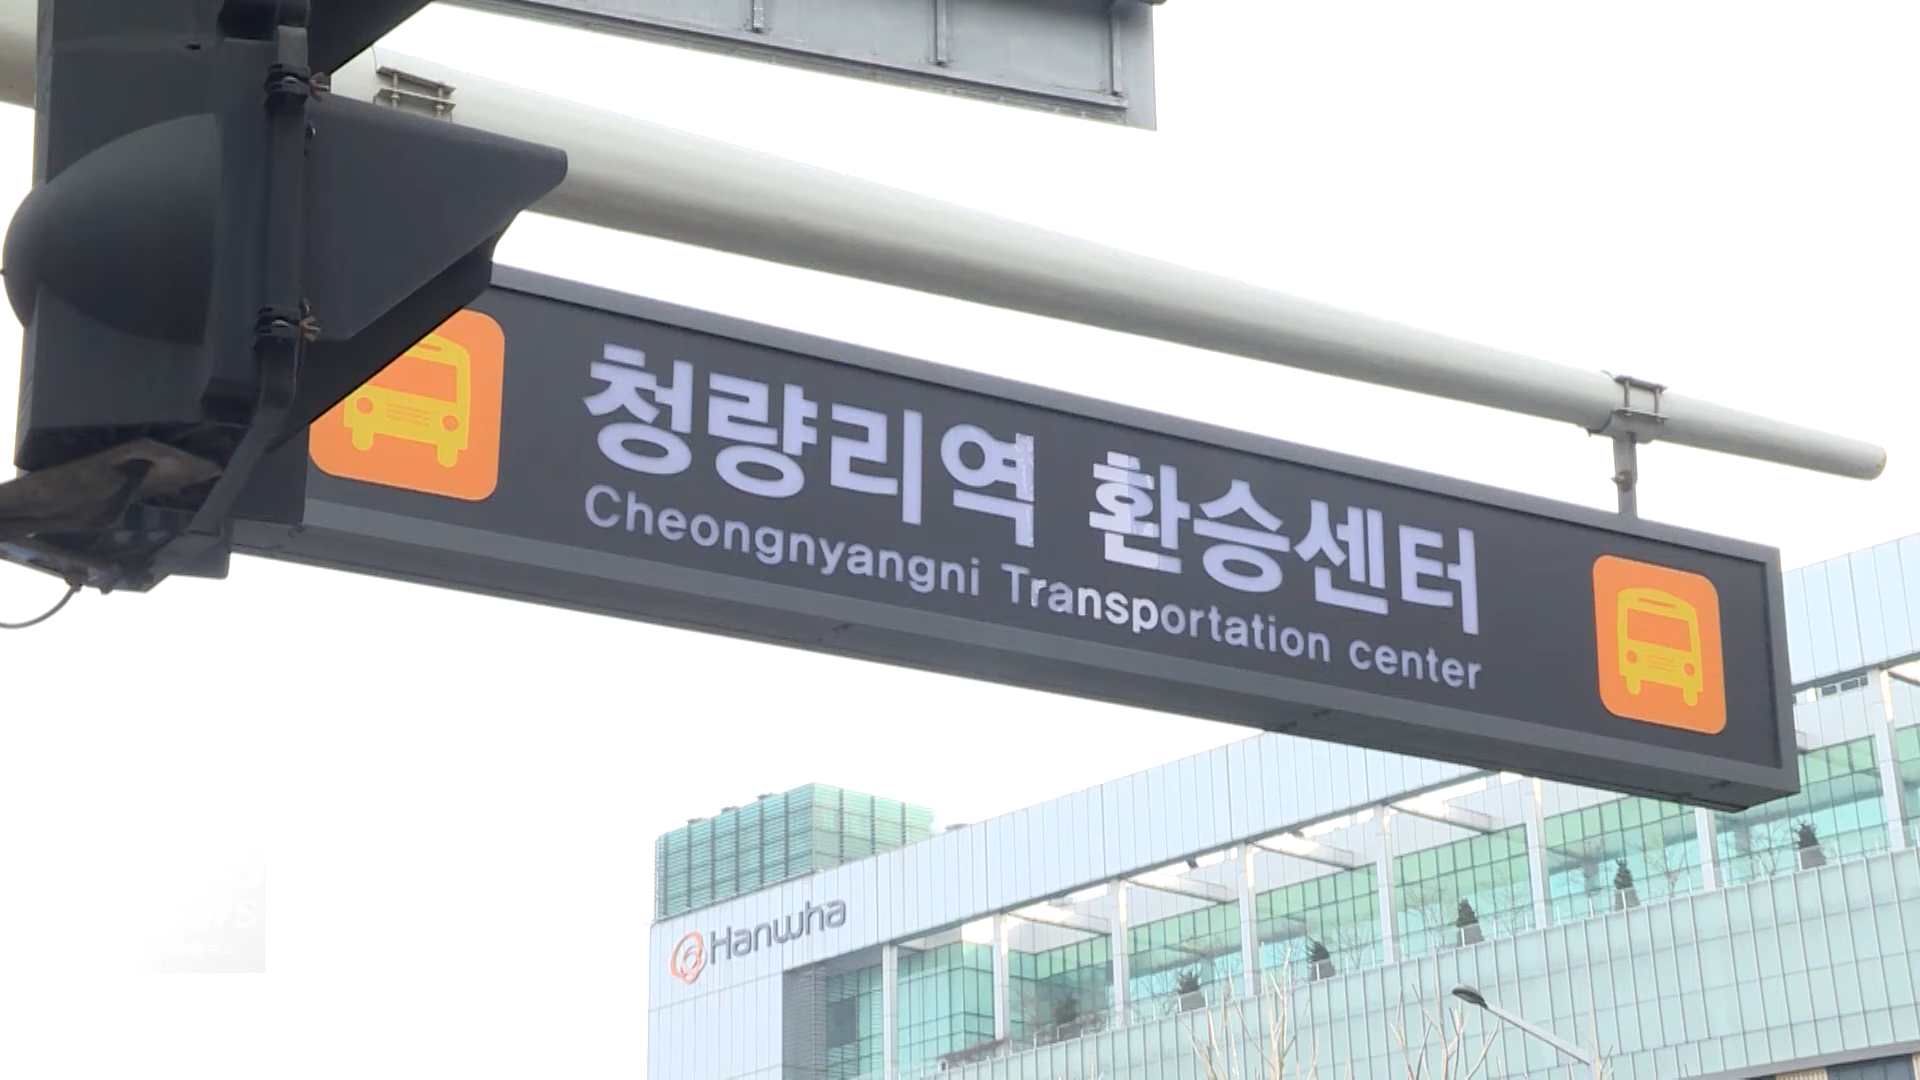 청량리역 환승센터
Cheongnyangni Transportation center
Hanwha